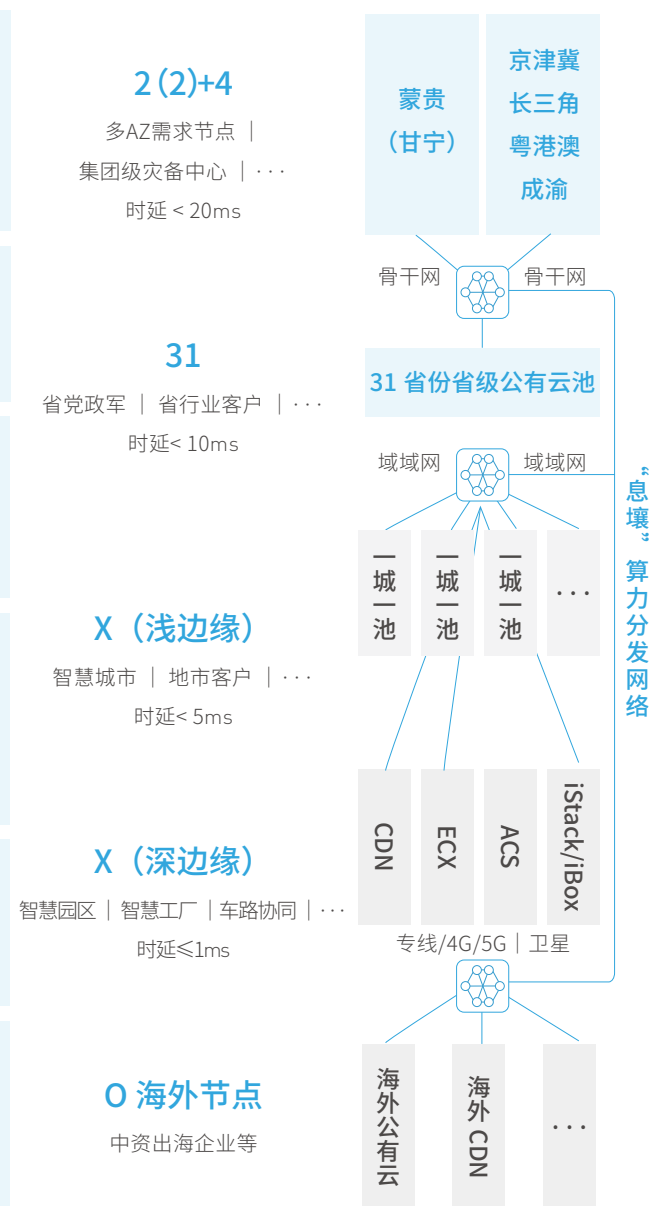 2(2)+4
多AZ需求节点 |
集团级灾备中心 | ···
时延 < 20ms
蒙贵
（甘宁）
京津冀
长三角
粤港澳
成渝
骨干网
骨干网
31
省党政军 | 省行业客户 | ···
时延< 10ms
31 省份省级公有云池
域域网
域域网
“息壤”算力分发网络
一城一池
一城一池
一城一池
···
X（浅边缘）
智慧城市 | 地市客户 | ···
时延< 5ms
CDN
ECX
ACS
iStack/iBox
X（深边缘）
智慧园区 | 智慧工厂 | 车路协同 | ···
时延≤1ms
专线/4G/5G | 卫星
O 海外节点
中资出海企业等
海外公有云
海外 CDN
···